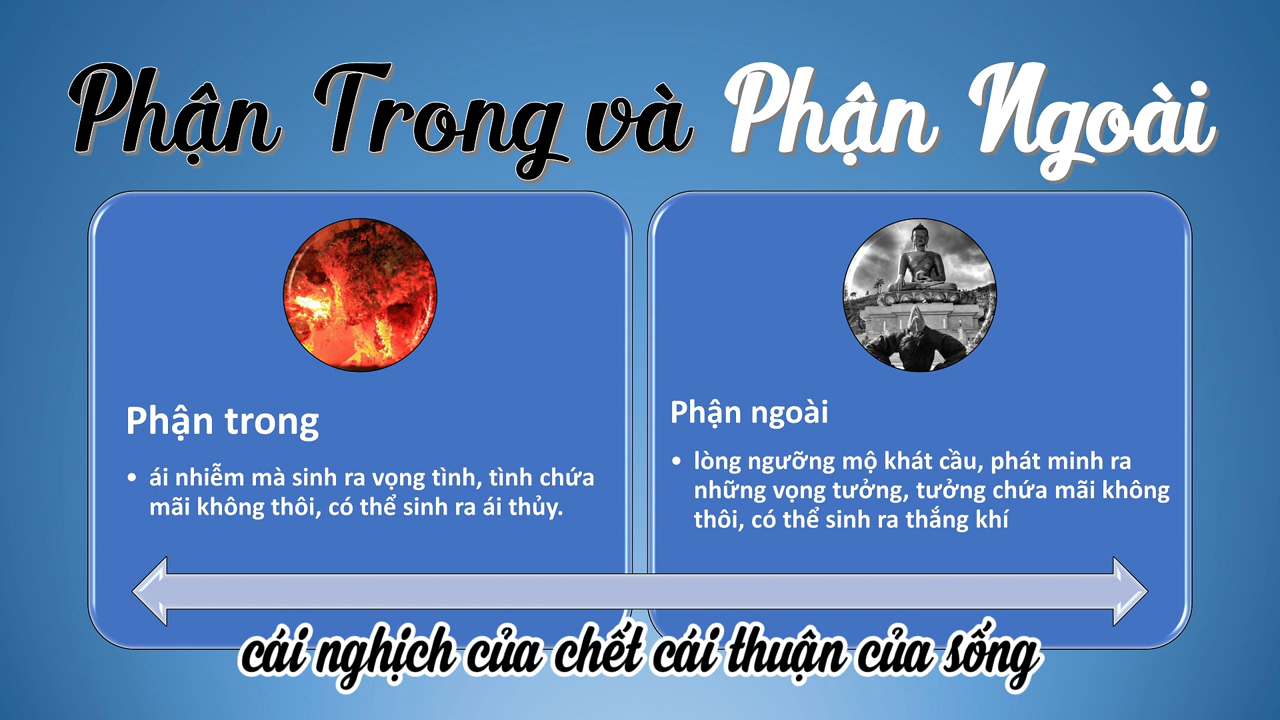 Phận Trong và Phận Ngoài
Phận trong
• ái nhiễm mà sinh ra vọng tình, tình chứa
mãi không thôi, có thể sinh ra ái thủy.
Phận ngoài
• lòng ngưỡng mộ khát cầu, phát minh ra
những vọng tưởng, tưởng chứa mãi không
thôi, có thể sinh ra thắng khí
cái nghịch của chết cái thuận của sống